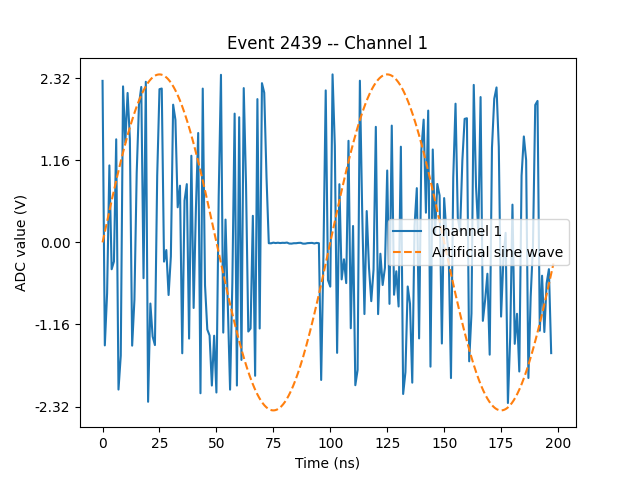 Event 2439 -- Channel 1
ADC value (V)
2.32
1.16
0.00
-1.16
-2.32
Channel 1
Artificial sine wave
0 25 50 75 100 125 150 175 200
Time (ns)